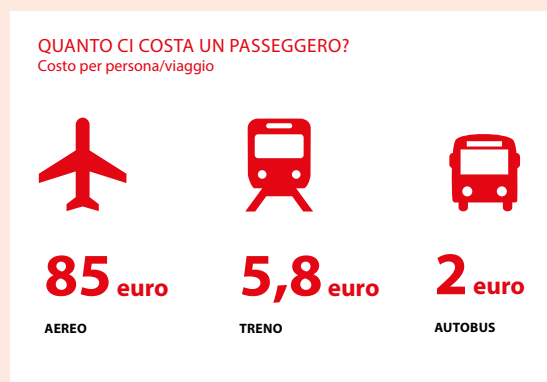 QUANTO CI COSTA UN PASSEGGERO?
Costo per persona/viaggio
85 euro
AEREO
5,8 euro
TRENO
2 euro
AUTOBUS